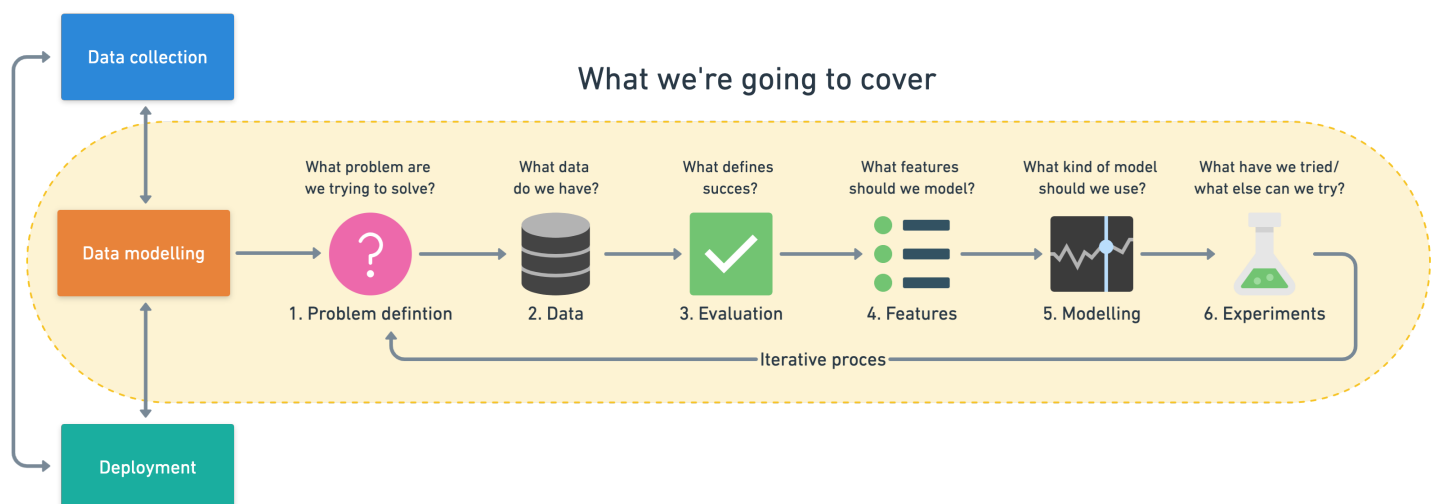 Data collection
What we're going to cover
What problem are
we trying to solve?
What data
do we have?
What defines
succes?
What features
should we model?
What kind of model
should we use?
What have we tried/
what else can we try?
Data modelling
?
1. Problem defintion
2. Data
3. Evaluation
4. Features
5. Modelling
6. Experiments
Iterative proces
Deployment